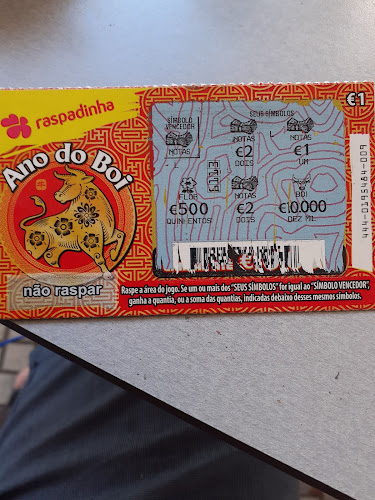 raspadinha
€1
Ano do Boi
não raspar
SÍMBOLO
VENCEDOR
NOTAS
SEUS SÍMBOLOS
NOTAS NOTAS
€2 €1
DOIS UM
FLOR NOTAS BOI
€500 €2 €10.000
QUINHENTOS DOIS DEZ MIL
Raspe a área do jogo. Se um ou mais dos "SEUS SÍMBOLOS" for igual ao "SÍMBOLO VENCEDOR",
ganha a quantia, ou a soma das quantias, indicadas debaixo desses mesmos símbolos.